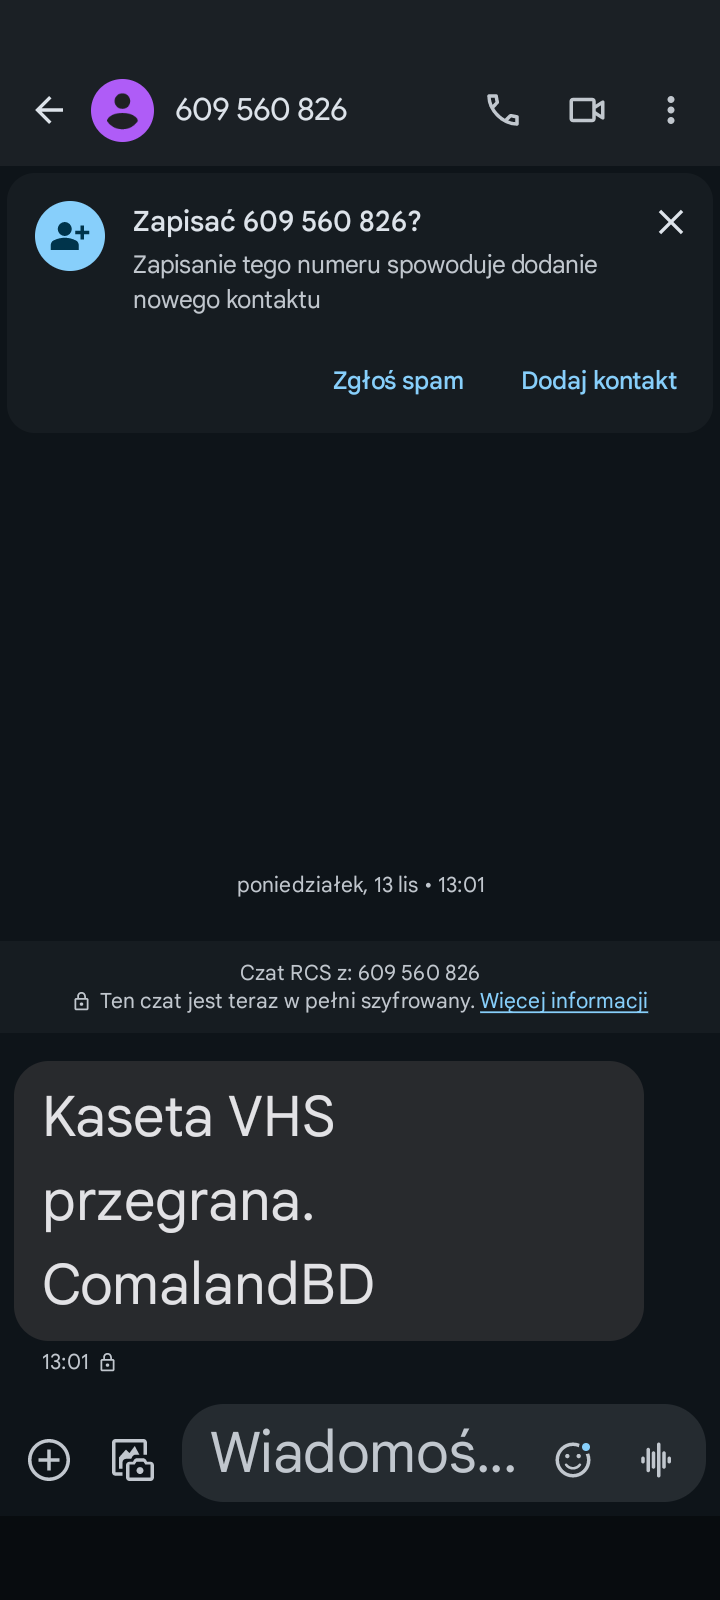 609 560 826
Zapisać 609 560 826?
Zapisanie tego numeru spowoduje dodanie
nowego kontaktu
Zgłoś spam Dodaj kontakt
poniedziałek, 13 lis • 13:01
Czat RCS z: 609 560 826
Ten czat jest teraz w pełni szyfrowany. Więcej informacji
Kaseta VHS
przegrana.
ComalandBD
13:01
Wiadomoś...